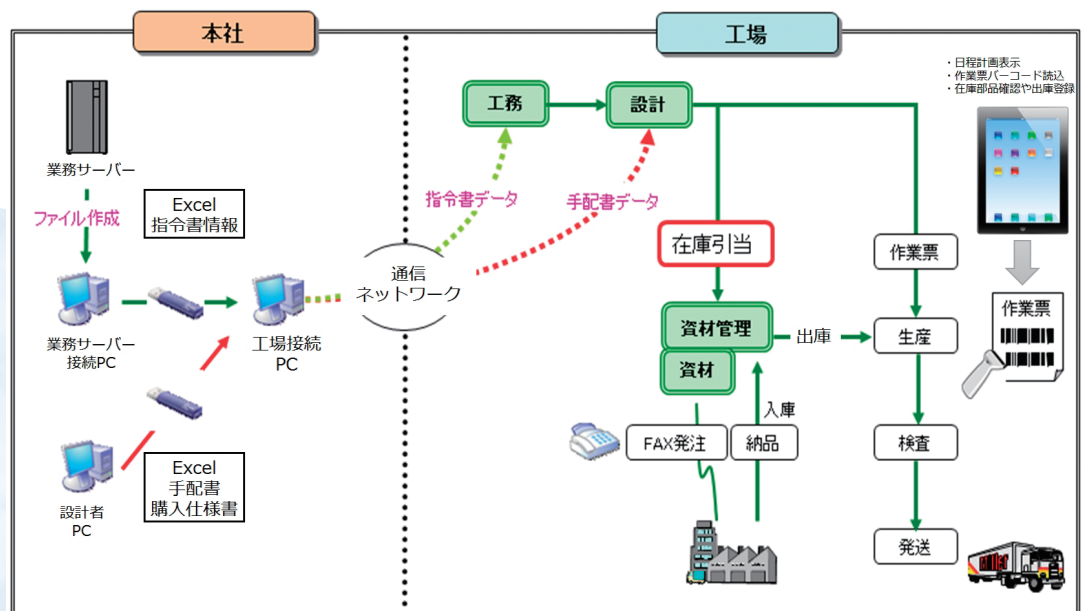 本社
工場
・日程計画表示
・作業票バーコード読込
・在庫部品確認や出庫登録
業務サーバー
ファイル作成
Excel
指令書情報
業務サーバー
接続PC
工場接続
PC
設計者
PC
Excel
手配書
購入仕様書
通信
ネットワーク
指令書データ
手配書データ
工務
設計
在庫引当
資材管理
資材
出庫
入庫
FAX発注
納品
作業票
生産
検査
発送
作業票